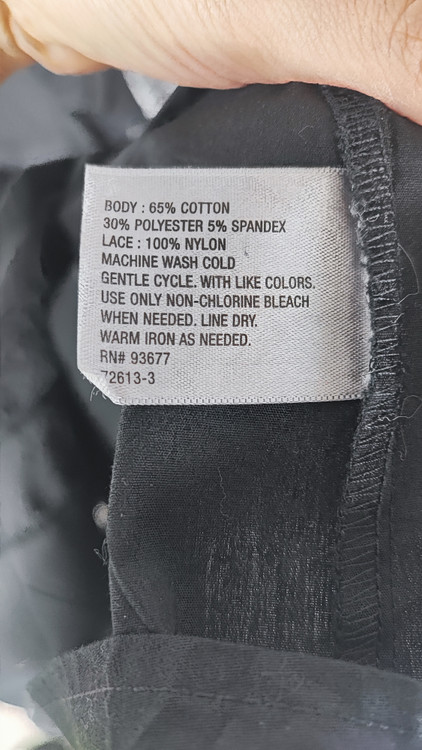 BODY : 65% COTTON
30% POLYESTER 5% SPANDEX
LACE : 100% NYLON
MACHINE WASH COLD
GENTLE CYCLE. WITH LIKE COLORS.
USE ONLY NON-CHLORINE BLEACH
WHEN NEEDED. LINE DRY.
WARM IRON AS NEEDED.
RN# 93677
72613-3